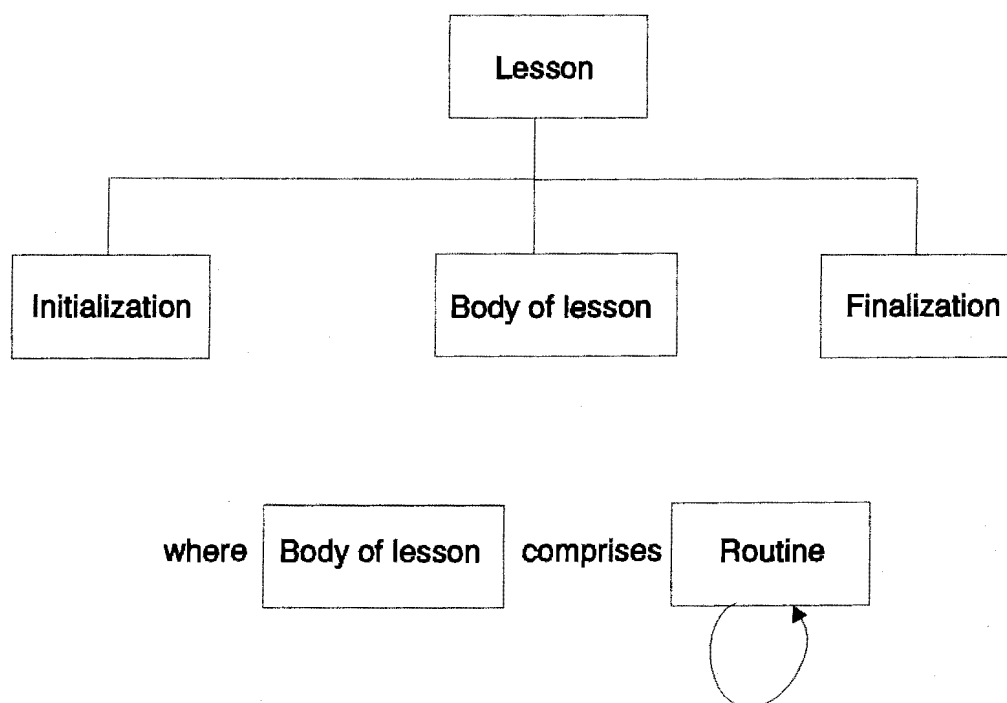 Lesson
Initialization
Body of lesson
Finalization
where Body of lesson comprises Routine